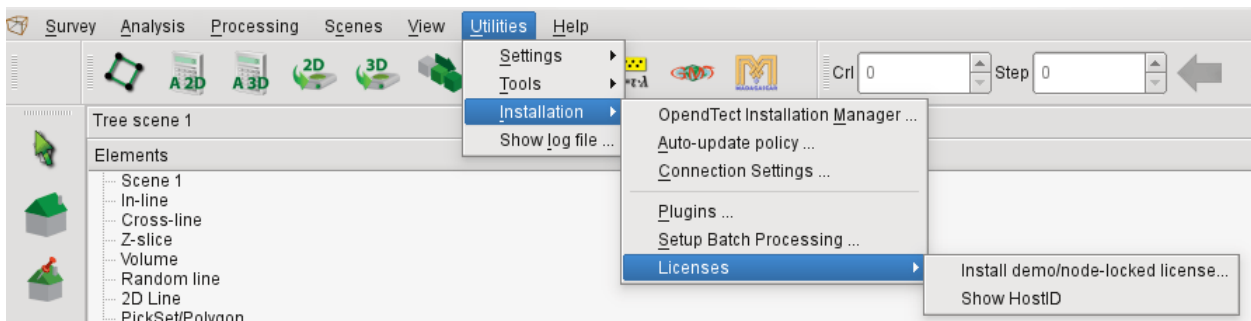 Survey Analysis Processing Scenes View Utilities Help
A 2D A 3D 2D 3D MADAGASCAR Crl 0 Step 0
Settings
Tools
Installation
Show log file ...
OpendTect Installation Manager ...
Auto-update policy ...
Connection Settings ...
Plugins ...
Setup Batch Processing ...
Licenses
Install demo/node-locked license...
Show HostID
Tree scene 1
Elements
Scene 1
In-line
Cross-line
Z-slice
Volume
Random line
2D Line
PickSet/Polygon